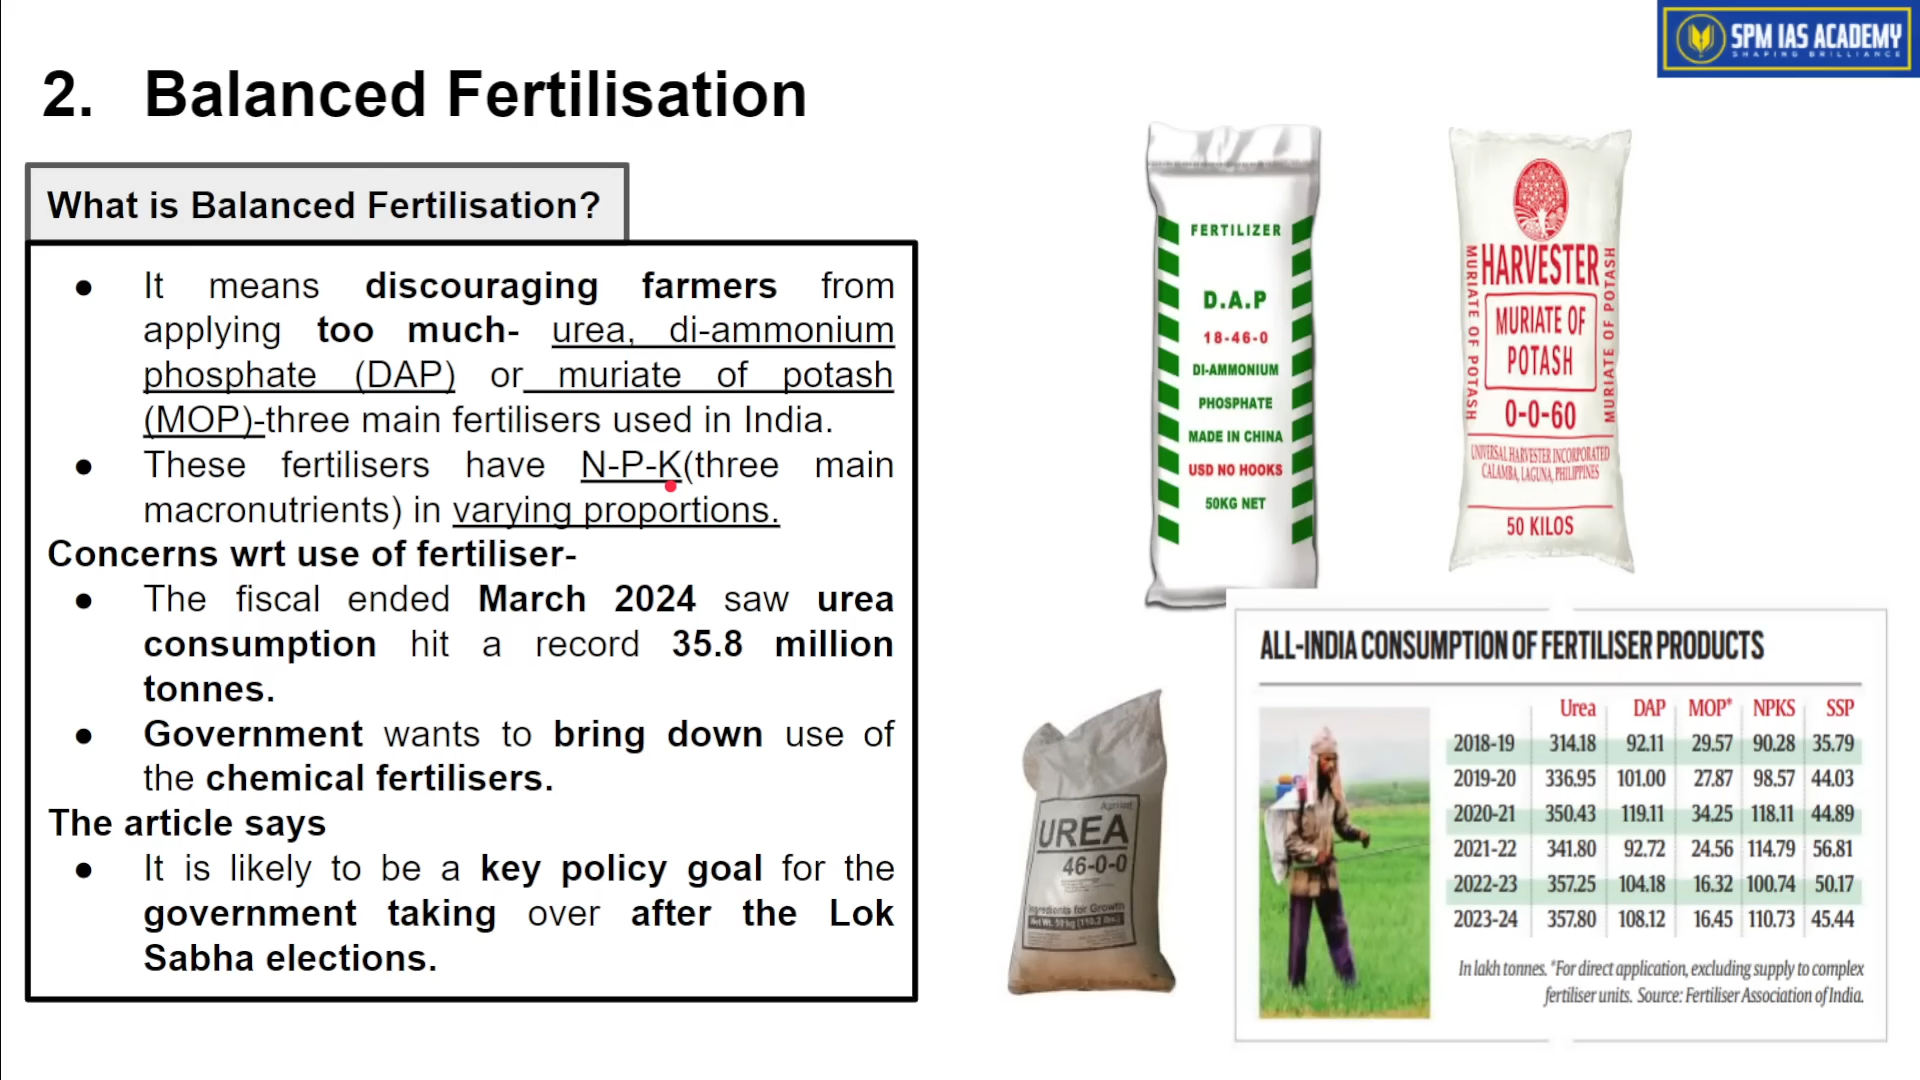 SPM IAS ACADEMY
SHAPING BRILLIANCE
2. Balanced Fertilisation
What is Balanced Fertilisation?
● It means discouraging farmers from
applying too much- urea, di-ammonium
phosphate (DAP) or muriate of potash
(MOP)-three main fertilisers used in India.
● These fertilisers have N-P-K(three main
macronutrients) in varying proportions.
Concerns wrt use of fertiliser-
● The fiscal ended March 2024 saw urea
consumption hit a record 35.8 million
tonnes.
● Government wants to bring down use of
the chemical fertilisers.
The article says
● It is likely to be a key policy goal for the
government taking over after the Lok
Sabha elections.
FERTILIZER
D.A.P
18-46-0
DI-AMMONIUM
PHOSPHATE
MADE IN CHINA
USD NO HOOKS
50KG NET
HARVESTER
MURIATE OF POTASH
MURIATE OF
POTASH
MURIATE OF POTASH
0-0-60
UNIVERSAL HARVESTER INCORPORATED
CALAMBA, LAGUNA, PHILIPPINES
50 KILOS
UREA
46-0-0
Ingredients for Growth
ALL-INDIA CONSUMPTION OF FERTILISER PRODUCTS
Urea DAP MOP* NPKS SSP
2018-19 314.18 92.11 29.57 90.28 35.79
2019-20 336.95 101.00 27.87 98.57 44.03
2020-21 350.43 119.11 34.25 118.11 44.89
2021-22 341.80 92.72 24.56 114.79 56.81
2022-23 357.25 104.18 16.32 100.74 50.17
2023-24 357.80 108.12 16.45 110.73 45.44
In lakh tonnes. *For direct application, excluding supply to complex
fertiliser units. Source: Fertiliser Association of India.